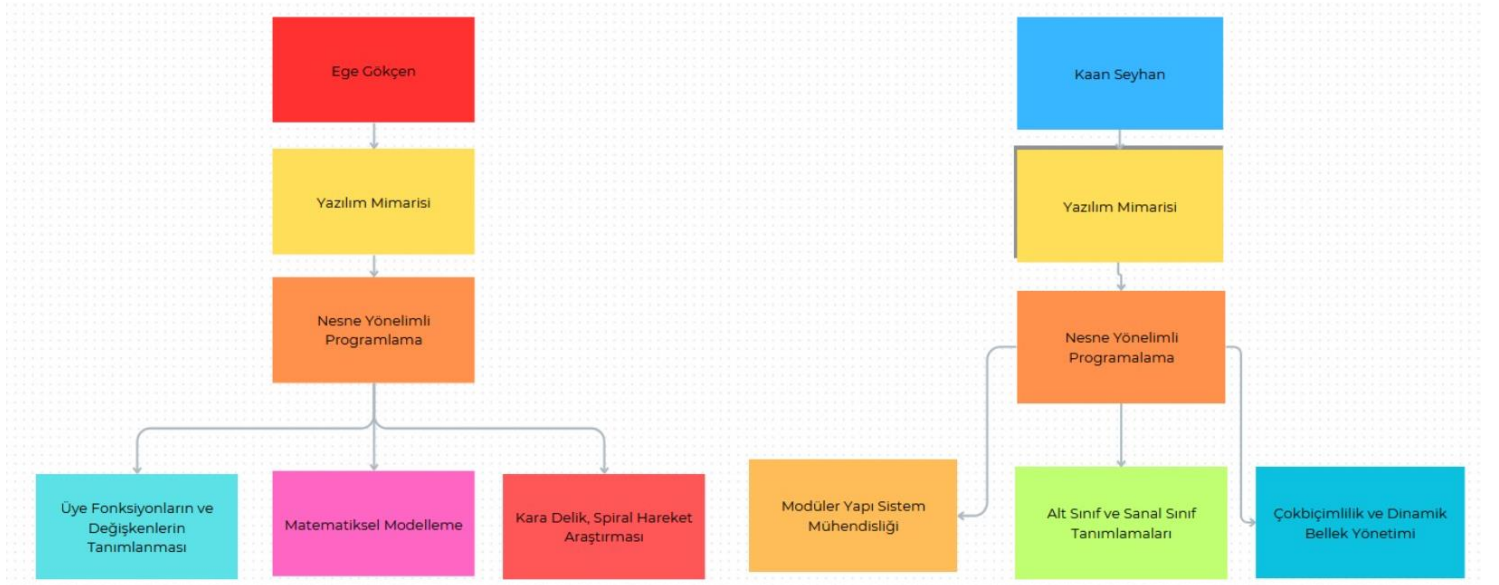 Ege Gökçen
Yazılım Mimarisi
Nesne Yönelimli
Programlama
Üye Fonksiyonların ve
Değişkenlerin
Tanımlanması
Matematiksel Modelleme
Kara Delik, Spiral Hareket
Araştırması
Kaan Seyhan
Yazılım Mimarisi
Nesne Yönelimli
Programalama
Modüler Yapı Sistem
Mühendisliği
Alt Sınıf ve Sanal Sınıf
Tanımlamaları
Çokbiçimlilik ve Dinamik
Bellek Yönetimi